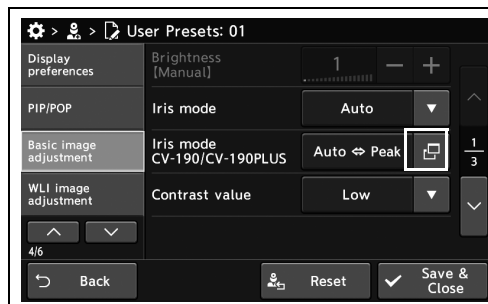 > > User Presets: 01
Display
preferences
Brightness
[Manual]
1
PIP/POP
Iris mode
Auto
Basic image
adjustment
Iris mode
CV-190/CV-190PLUS
Auto ⇔ Peak
1
3
WLI image
adjustment
Contrast value
Low
4/6
Back
Reset
Save &
Close